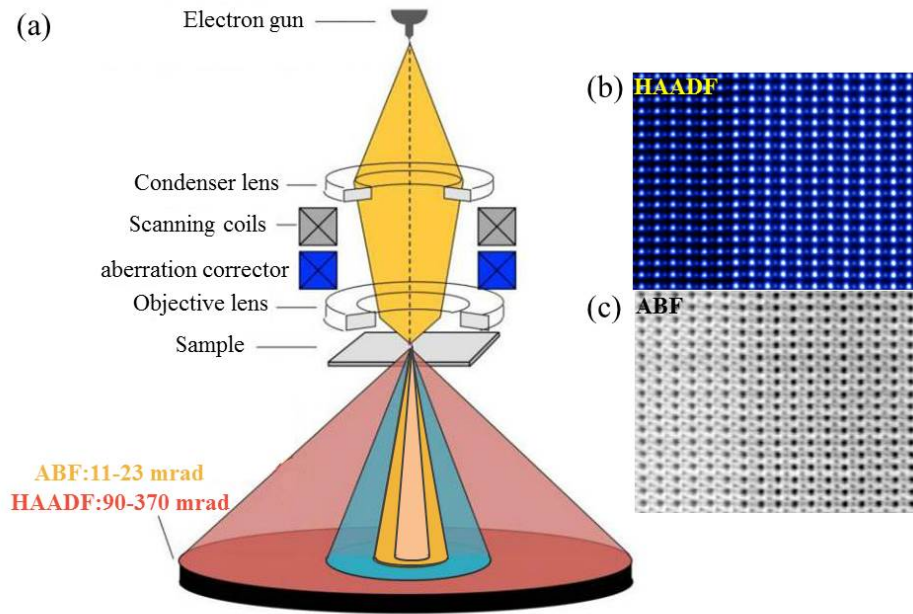 (a)
Electron gun
Condenser lens
Scanning coils
aberration corrector
Objective lens
Sample
ABF:11-23 mrad
HAADF:90-370 mrad
(b)
HAADF
(c)
ABF